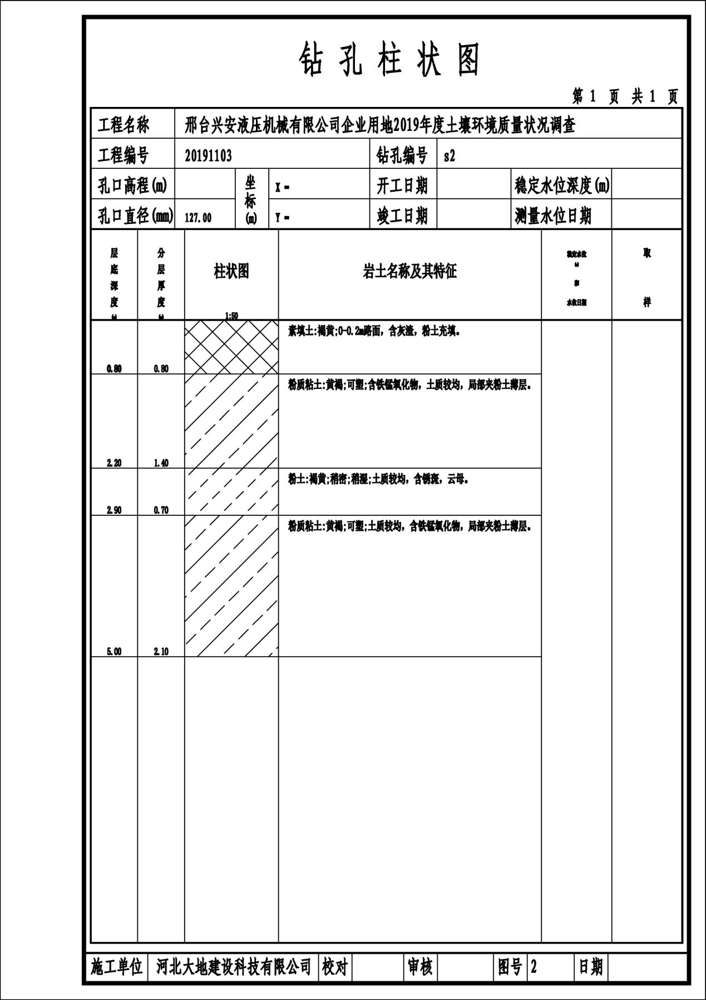 钻孔柱状图
第 1 页 共 1 页
工程名称 邢台兴安液压机械有限公司企业用地2019年度土壤环境质量状况调查
工程编号 20191103 钻孔编号 s2
孔口高程(m) 坐标(m) X = 开工日期 稳定水位深度(m)
孔口直径(mm) 127.00 Y = 竣工日期 测量水位日期
层底深度 分层厚度 柱状图 1:50 岩土名称及其特征 稳定水位 和 水位日期 取样
素填土:褐黄;0-0.2m路面，含灰渣，粉土充填。
0.80 0.80
粉质粘土:黄褐;可塑;含铁锰氧化物，土质较均，局部夹粉土薄层。
2.20 1.40
粉土:褐黄;稍密;稍湿;土质较均，含锈斑，云母。
2.90 0.70
粉质粘土:黄褐;可塑;土质较均，含铁锰氧化物，局部夹粉土薄层。
5.00 2.10
施工单位 河北大地建设科技有限公司 校对 审核 图号 2 日期